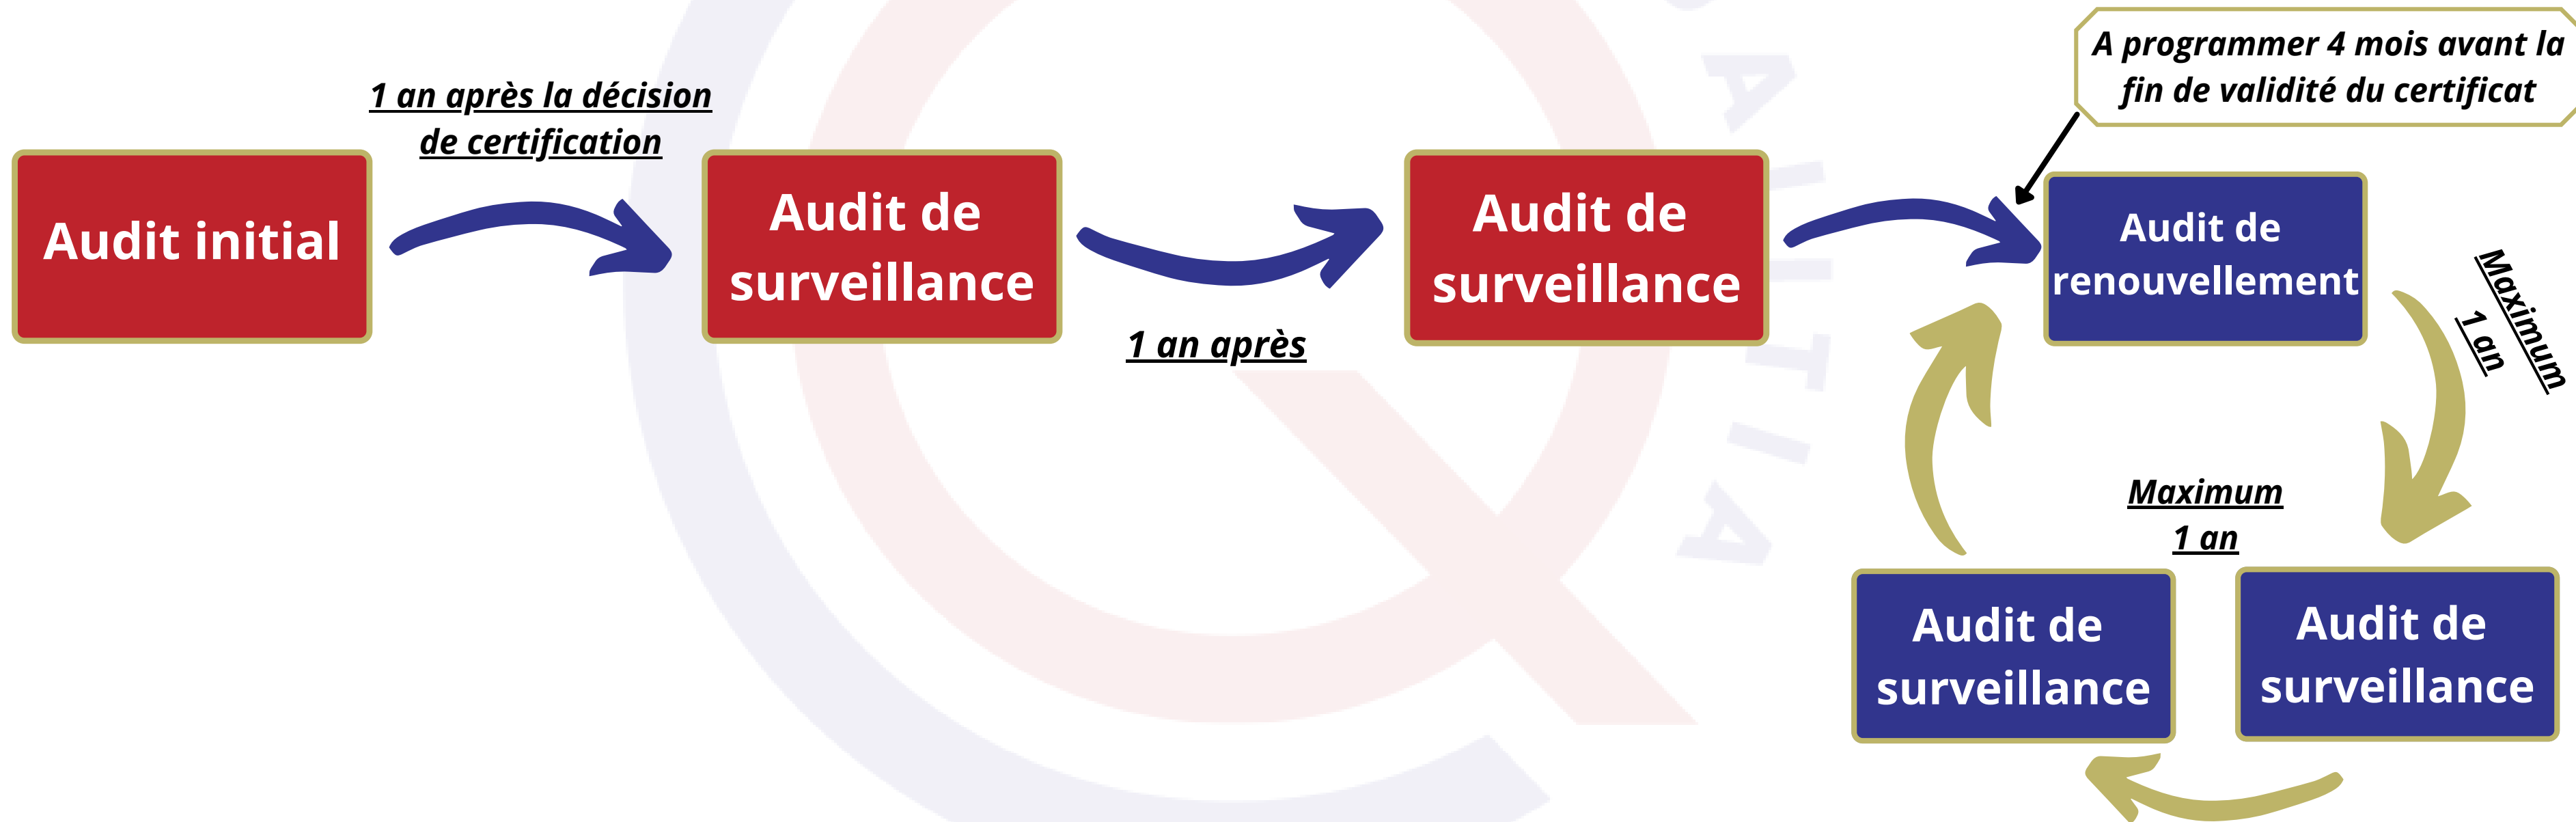 1 an après la décision
de certification
A programmer 4 mois avant la
fin de validité du certificat
Audit initial
Audit de
surveillance
1 an après
Audit de
surveillance
Audit de
renouvellement
Maximum
1 an
Maximum
1 an
Audit de
surveillance
Audit de
surveillance